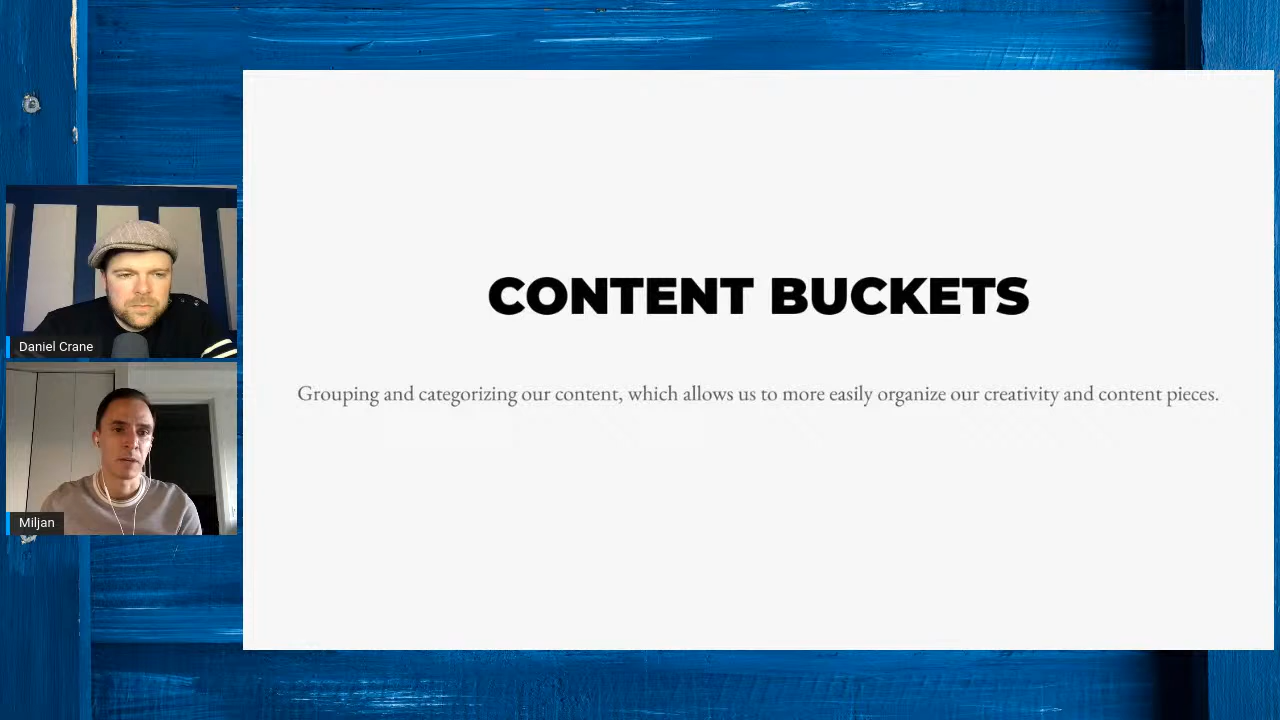 Daniel Crane
Miljan
CONTENT BUCKETS
Grouping and categorizing our content, which allows us to more easily organize our creativity and content pieces.